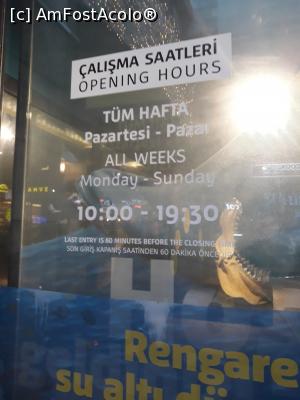 [c] AmFostAcolo®
ÇALIŞMA SAATLERİ
OPENING HOURS
TÜM HAFTA
Pazartesi - Pazar
ALL WEEKS
Monday - Sunday
10:00 - 19:30
LAST ENTRY IS 60 MINUTES BEFORE THE CLOSING
SON GİRİŞ KAPANIŞ SAATİNDEN 60 DAKİKA ÖNCE
Rengare
su altı dü